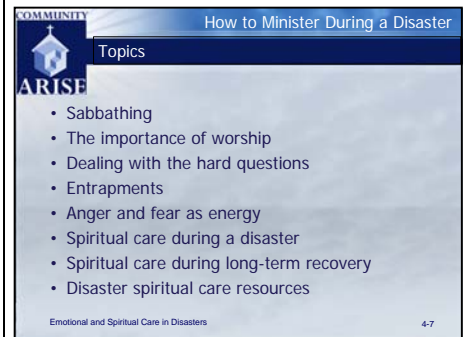 COMMUNITY
ARISE
How to Minister During a Disaster
Topics
• Sabbathing
• The importance of worship
• Dealing with the hard questions
• Entrapments
• Anger and fear as energy
• Spiritual care during a disaster
• Spiritual care during long-term recovery
• Disaster spiritual care resources
Emotional and Spiritual Care in Disasters
4-7